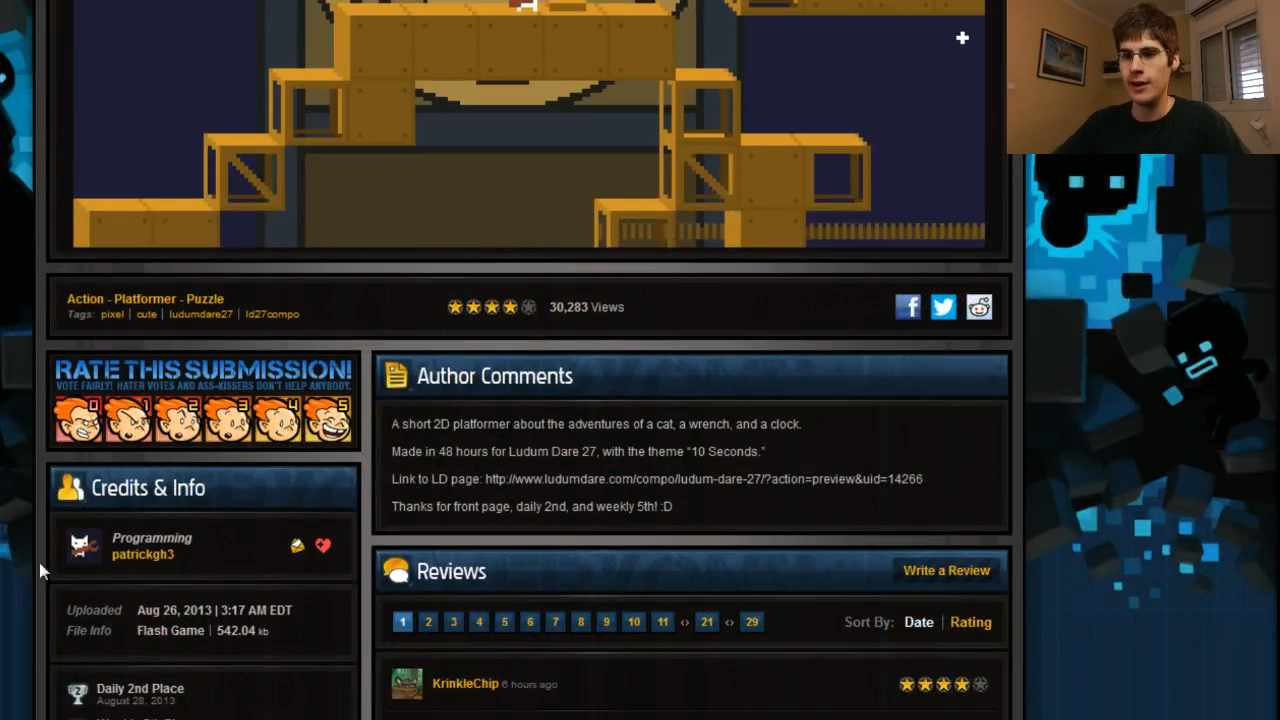 Action - Platformer - Puzzle
Tags: pixel | cute | ludumdare27 | ld27compo
30,283 Views
RATE THIS SUBMISSION!
VOTE FAIRLY! HATER VOTES AND ASS-KISSERS DON'T HELP ANYBODY.
0 1 2 3 4 5
Author Comments
A short 2D platformer about the adventures of a cat, a wrench, and a clock.
Made in 48 hours for Ludum Dare 27, with the theme “10 Seconds.”
Link to LD page: http://www.ludumdare.com/compo/ludum-dare-27/?action=preview&uid=14266
Thanks for front page, daily 2nd, and weekly 5th! :D
Credits & Info
Programming
patrickgh3
Uploaded Aug 26, 2013 | 3:17 AM EDT
File Info Flash Game | 542.04 kb
Daily 2nd Place
August 28, 2013
Reviews
Write a Review
1 2 3 4 5 6 7 8 9 10 11 <> 21 <> 29
Sort By: Date | Rating
KrinkleChip 6 hours ago